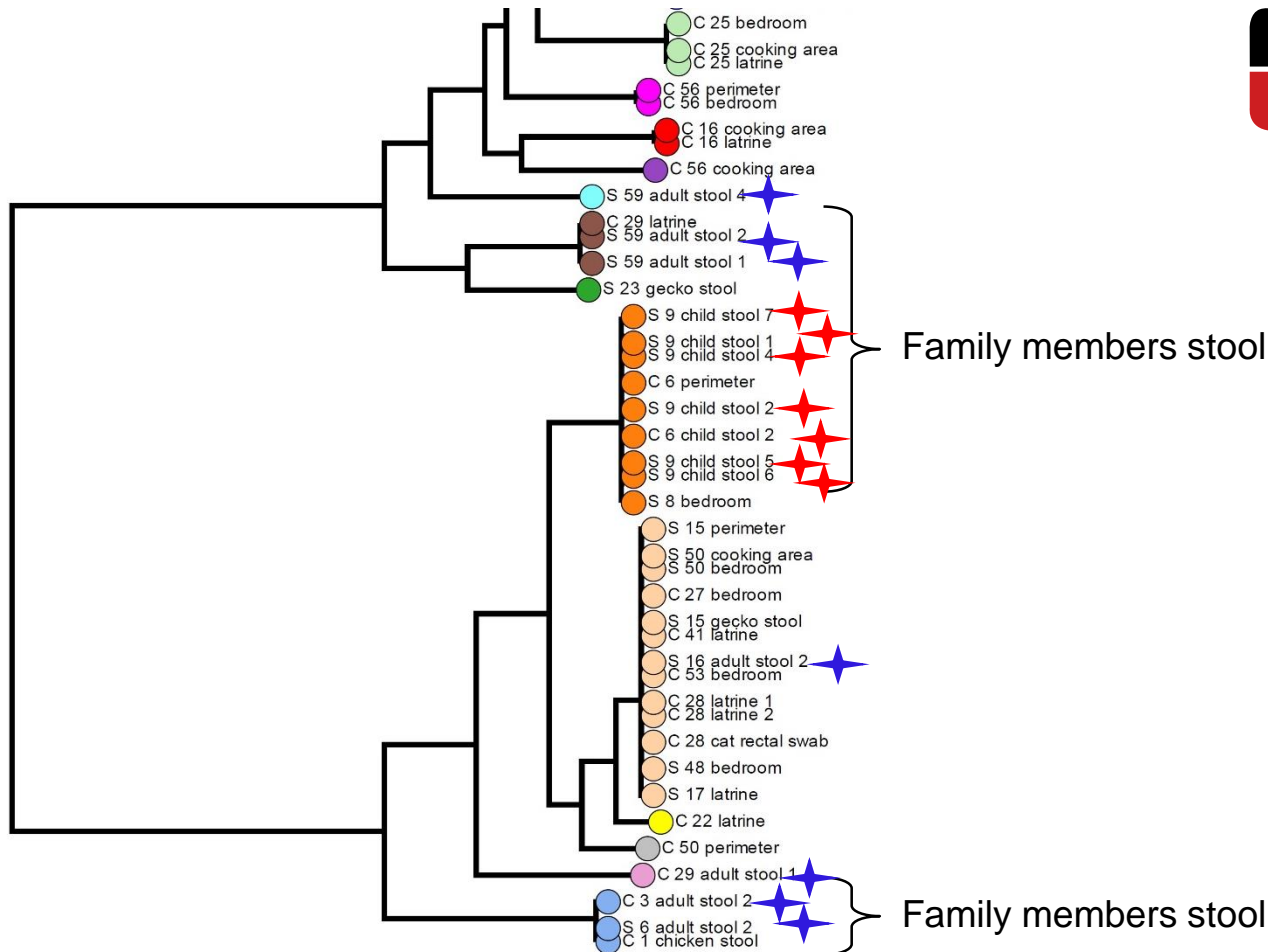 C 25 bedroom
C 25 cooking area
C 25 latrine
C 56 perimeter
C 56 bedroom
C 16 cooking area
C 16 latrine
C 56 cooking area
S 59 adult stool 4
C 29 latrine
S 59 adult stool 2
S 59 adult stool 1
S 23 gecko stool
S 9 child stool 7
S 9 child stool 1
S 9 child stool 4
Family members stool
C 6 perimeter
S 9 child stool 2
C 6 child stool 2
S 9 child stool 5
S 9 child stool 6
S 8 bedroom
S 15 perimeter
S 50 cooking area
S 50 bedroom
C 27 bedroom
S 15 gecko stool
C 41 latrine
S 16 adult stool 2
C 53 bedroom
C 28 latrine 1
C 28 latrine 2
C 28 cat rectal swab
S 48 bedroom
S 17 latrine
C 22 latrine
C 50 perimeter
C 29 adult stool 1
C 3 adult stool 2
Family members stool
S 6 adult stool 2
C 1 chicken stool